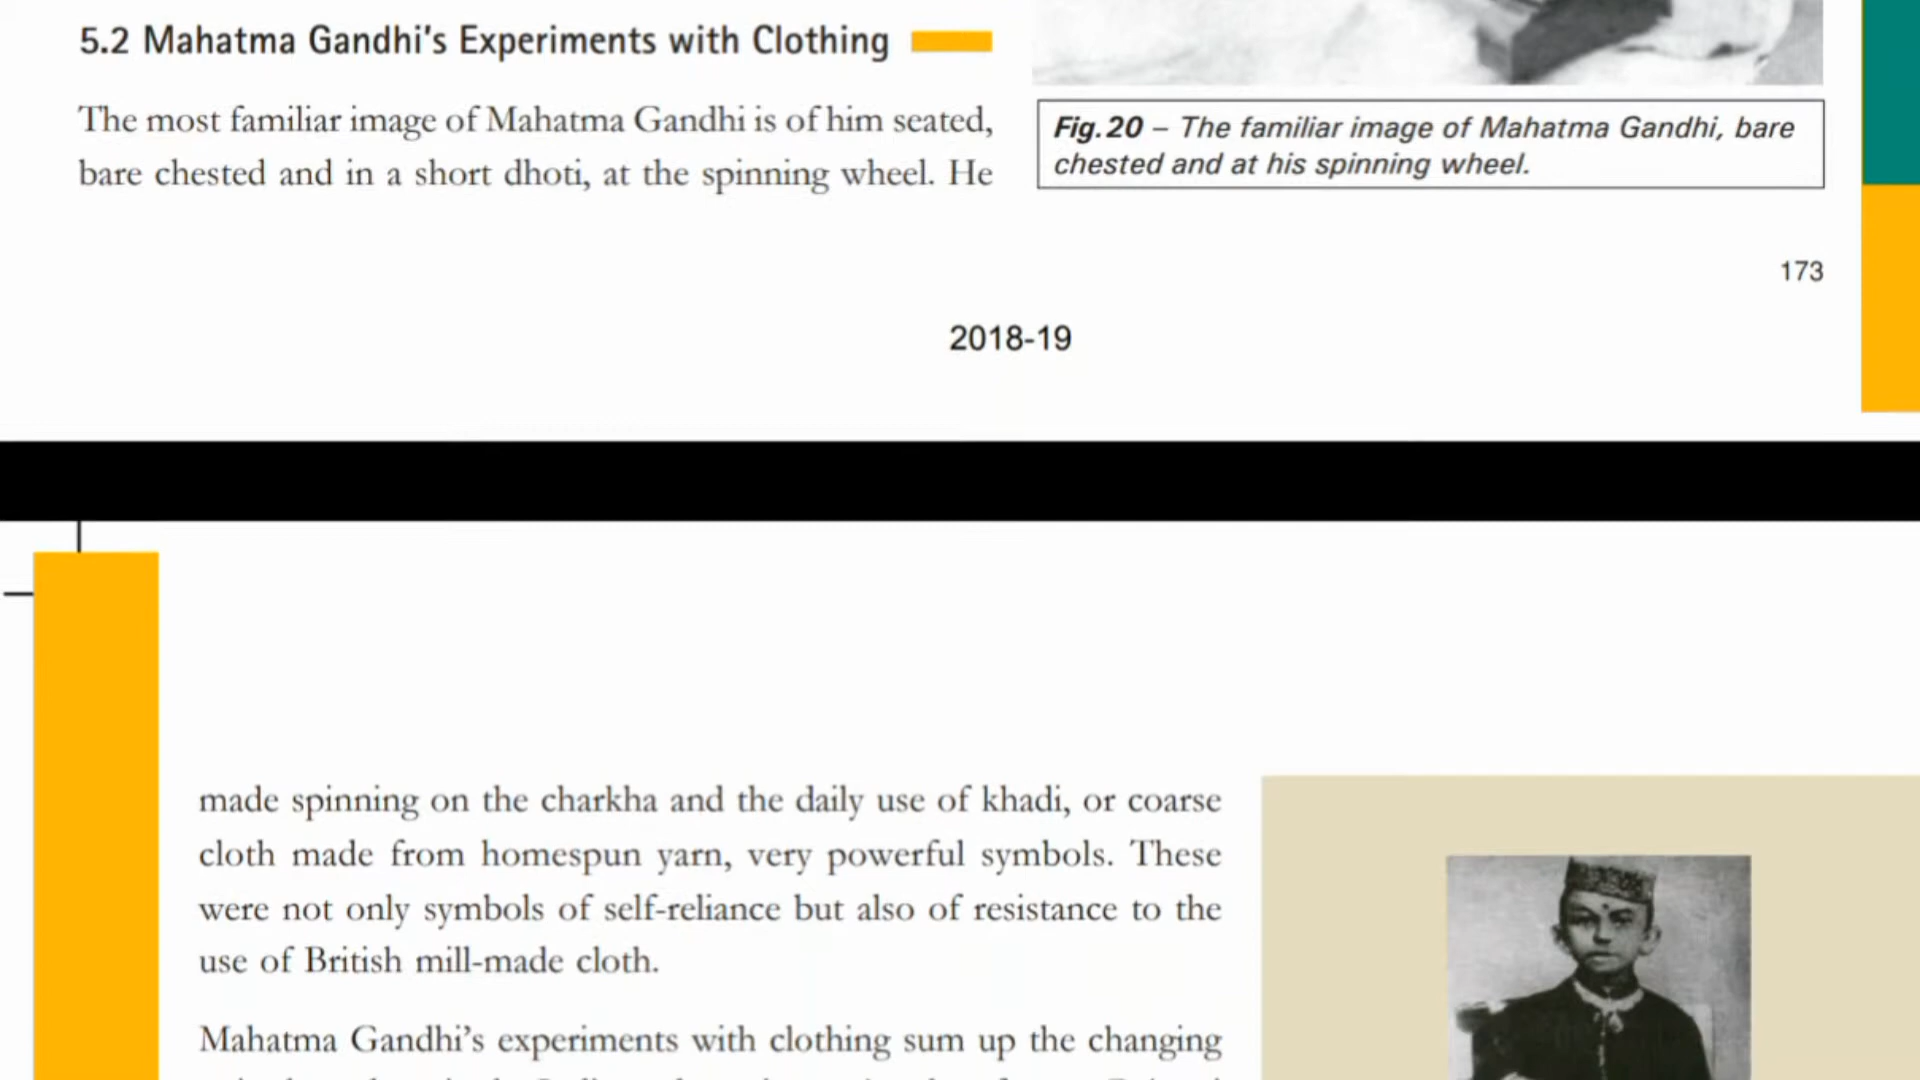 5.2 Mahatma Gandhi's Experiments with Clothing
The most familiar image of Mahatma Gandhi is of him seated,
bare chested and in a short dhoti, at the spinning wheel. He
Fig.20 – The familiar image of Mahatma Gandhi, bare
chested and at his spinning wheel.
173
2018-19
made spinning on the charkha and the daily use of khadi, or coarse
cloth made from homespun yarn, very powerful symbols. These
were not only symbols of self-reliance but also of resistance to the
use of British mill-made cloth.
Mahatma Gandhi's experiments with clothing sum up the changing